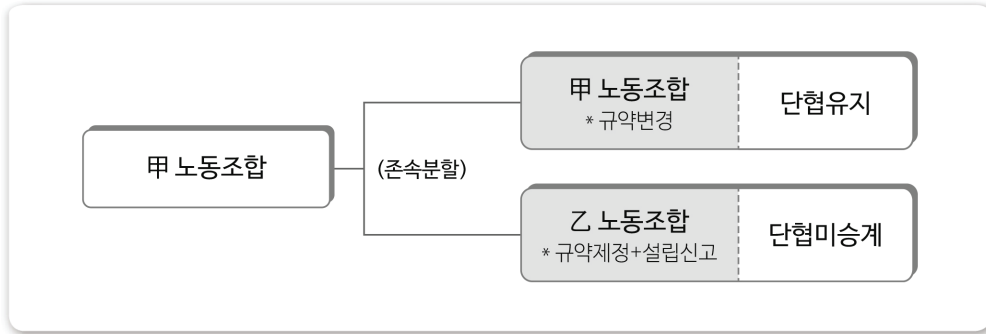 甲 노동조합
(존속분할)
甲 노동조합
* 규약변경
단협유지
乙 노동조합
* 규약제정+설립신고
단협미승계